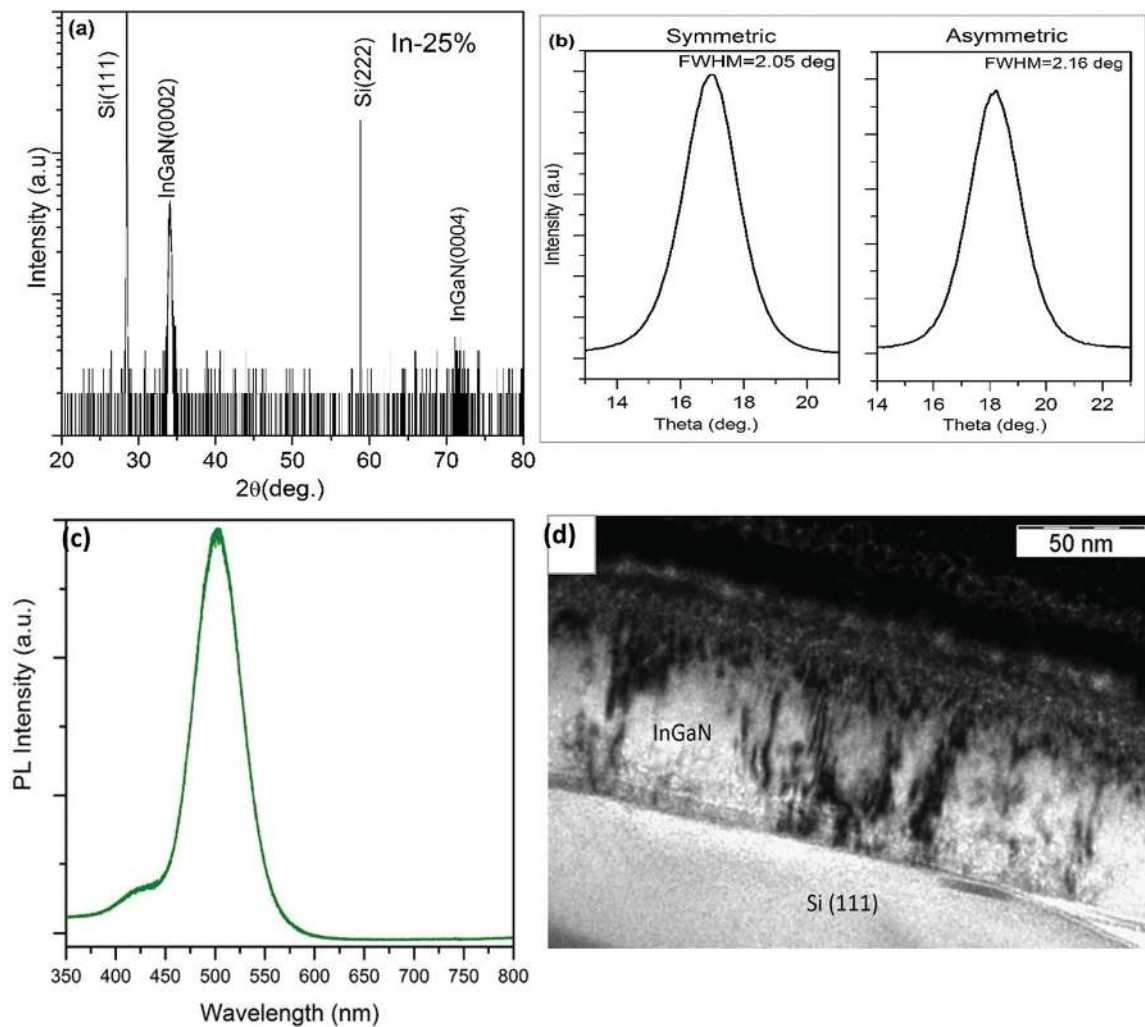 (a)
In-25%
Si(111)
InGaN(0002)
Si(222)
InGaN(0004)
Intensity (a.u)
20 30 40 50 60 70 80
2θ(deg.)
(b)
Symmetric
FWHM=2.05 deg
Intensity (a.u)
14 16 18 20
Theta (deg.)
Asymmetric
FWHM=2.16 deg
14 16 18 20 22
Theta (deg.)
(c)
PL Intensity (a.u.)
350 400 450 500 550 600 650 700 750 800
Wavelength (nm)
(d)
50 nm
InGaN
Si (111)